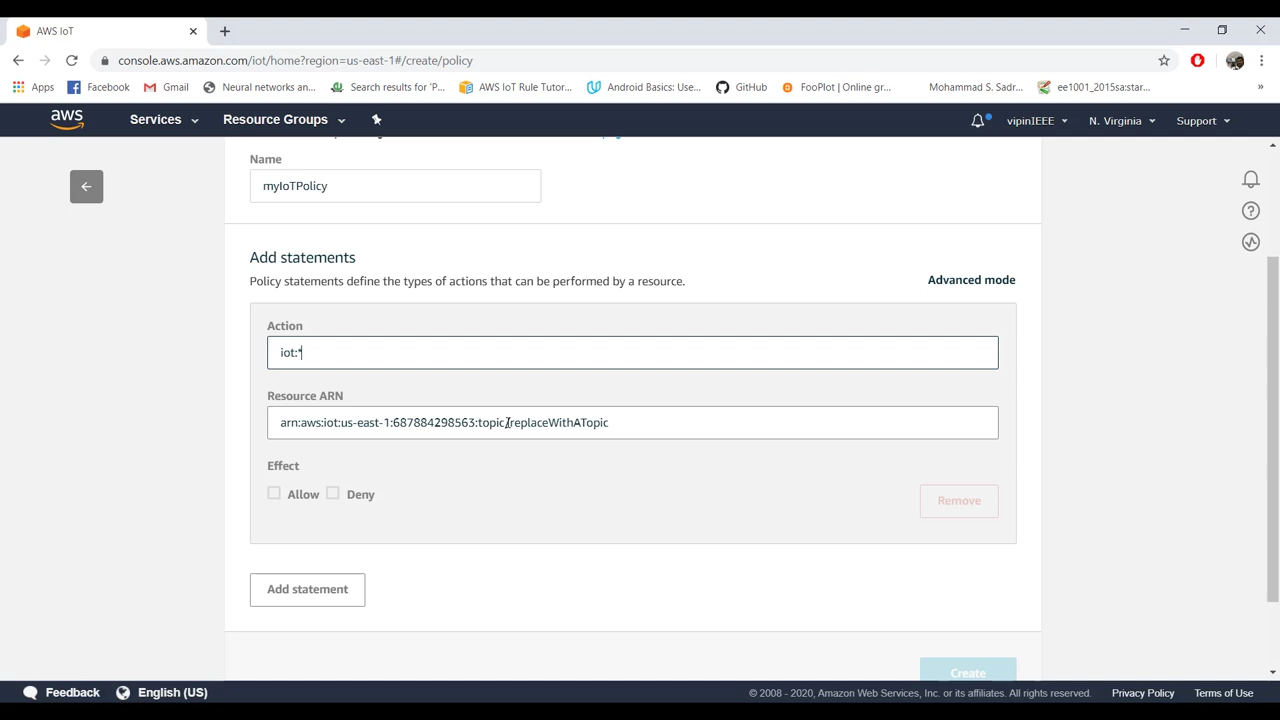 AWS IoT
console.aws.amazon.com/iot/home?region=us-east-1#/create/policy
Apps Facebook Gmail Neural networks an... Search results for 'P... AWS IoT Rule Tutor... Android Basics: Use... GitHub FooPlot | Online gr... Mohammad S. Sadr... ee1001_2015sa:star... »
aws Services Resource Groups vipinIEEE N. Virginia Support
Name
myIoTPolicy
Add statements
Policy statements define the types of actions that can be performed by a resource. Advanced mode
Action
iot:*
Resource ARN
arn:aws:iot:us-east-1:687884298563:topic/replaceWithATopic
Effect
Allow Deny
Remove
Add statement
Create
Feedback English (US) © 2008 - 2020, Amazon Web Services, Inc. or its affiliates. All rights reserved. Privacy Policy Terms of Use